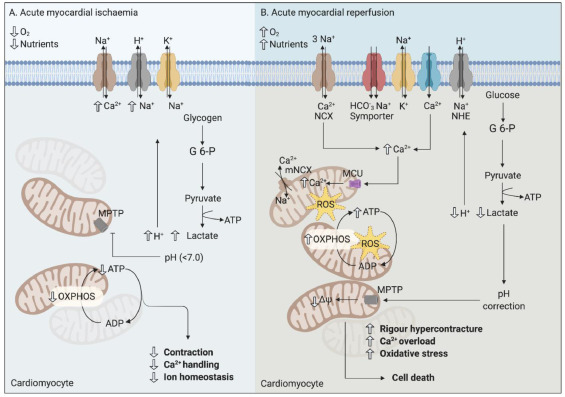 A. Acute myocardial ischaemia
⇩ O₂
⇩ Nutrients
Na⁺ H⁺ K⁺
⇧ Ca²⁺ ⇧ Na⁺ Na⁺
Glycogen
G 6-P
Pyruvate
ATP
Lactate
⇧ H⁺ ⇧
pH (<7.0)
MPTP
⇩ ATP
⇩ OXPHOS
ADP
⇩ Contraction
⇩ Ca²⁺ handling
⇩ Ion homeostasis
Cardiomyocyte
B. Acute myocardial reperfusion
⇧ O₂
⇧ Nutrients
3 Na⁺ Na⁺ H⁺
Ca²⁺ HCO⁻₃ Na⁺ K⁺ Ca²⁺ Na⁺
NCX Symporter NHE
Glucose
G 6-P
Pyruvate
ATP
⇩ H⁺ ⇩ Lactate
pH
correction
⇧ Ca²⁺
Ca²⁺
mNCX
MCU
⇧ Ca²⁺
Na⁺
ROS
⇧ ATP
⇧ OXPHOS
ROS
ADP
MPTP
⇩ Δψ
⇧ Rigour hypercontracture
⇧ Ca²⁺ overload
⇧ Oxidative stress
Cell death
Cardiomyocyte